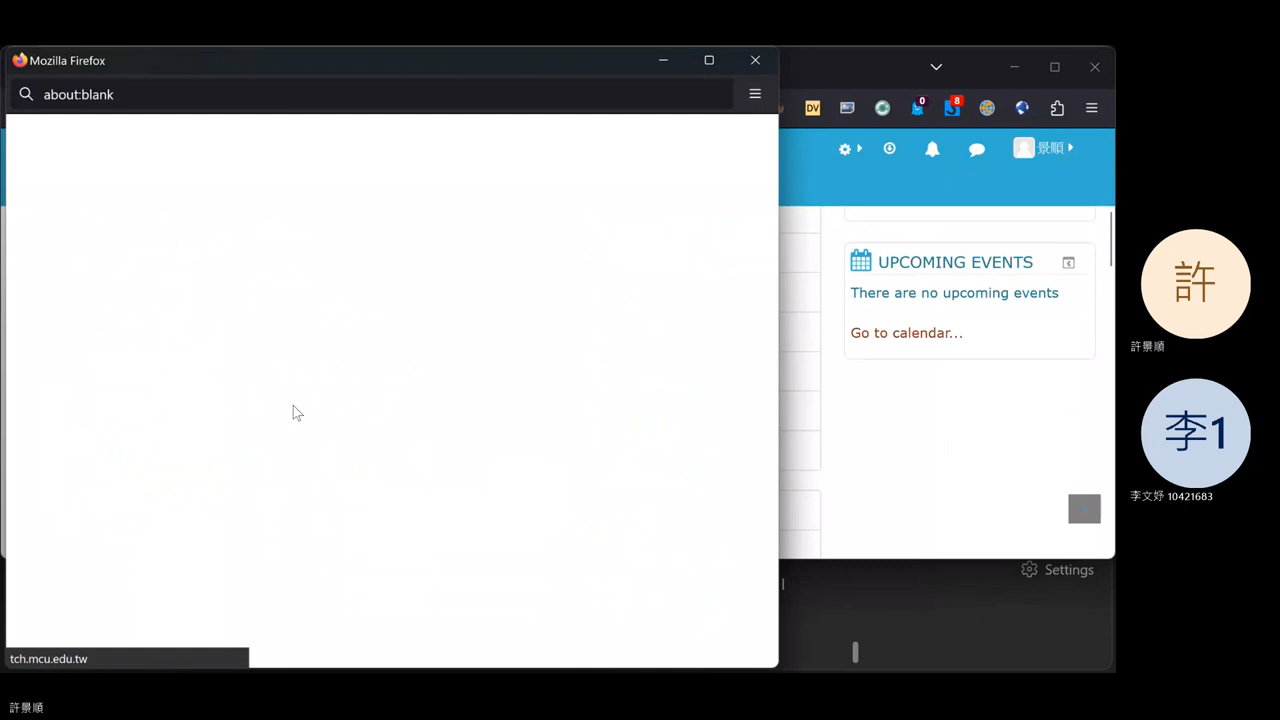 Mozilla Firefox
about:blank
DV
0
8
景順
UPCOMING EVENTS
There are no upcoming events
Go to calendar...
Settings
tch.mcu.edu.tw
許
許景順
李1
李文妤 10421683
許景順